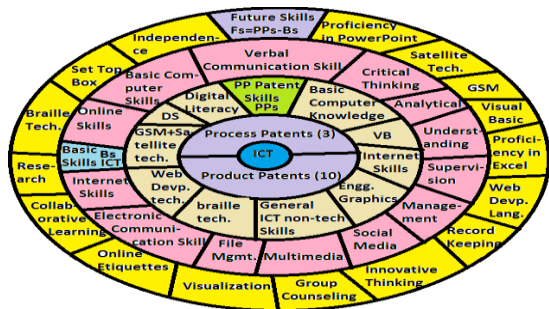 Future Skills
Fs=PPs-Bs
Proficiency
in PowerPoint
Satellite
Tech.
GSM
Visual
Basic
Profici-
ency in
Excel
Web
Devp.
Lang.
Record
Keeping
Innovative
Thinking
Group
Counseling
Visualization
Online
Etiquettes
Collab-
orative
Learning
Rese-
arch
Braille
Tech.
Set Top
Box
Independen-
ce
Verbal
Communication Skill
Critical
Thinking
Analytical
Underst-
anding
Supervi-
sion
Manage-
ment
Social
Media
Multimedia
File
Mgmt.
Electronic
Communi-
cation Skill
Internet
Skills
Basic Bs
Skills ICT
Online
Skills
Basic Com-
puter Skills
PP Patent
Skills
PPs
Basic
Computer
Knowledge
VB
Internet
Skills
Engg.
Graphics
General
ICT non-tech
Skills
braille
tech.
Web
Devp.
tech.
GSM+Sa-
tellite
tech.
DS
Digital
Literacy
Process Patents (3)
ICT
Product Patents (10)